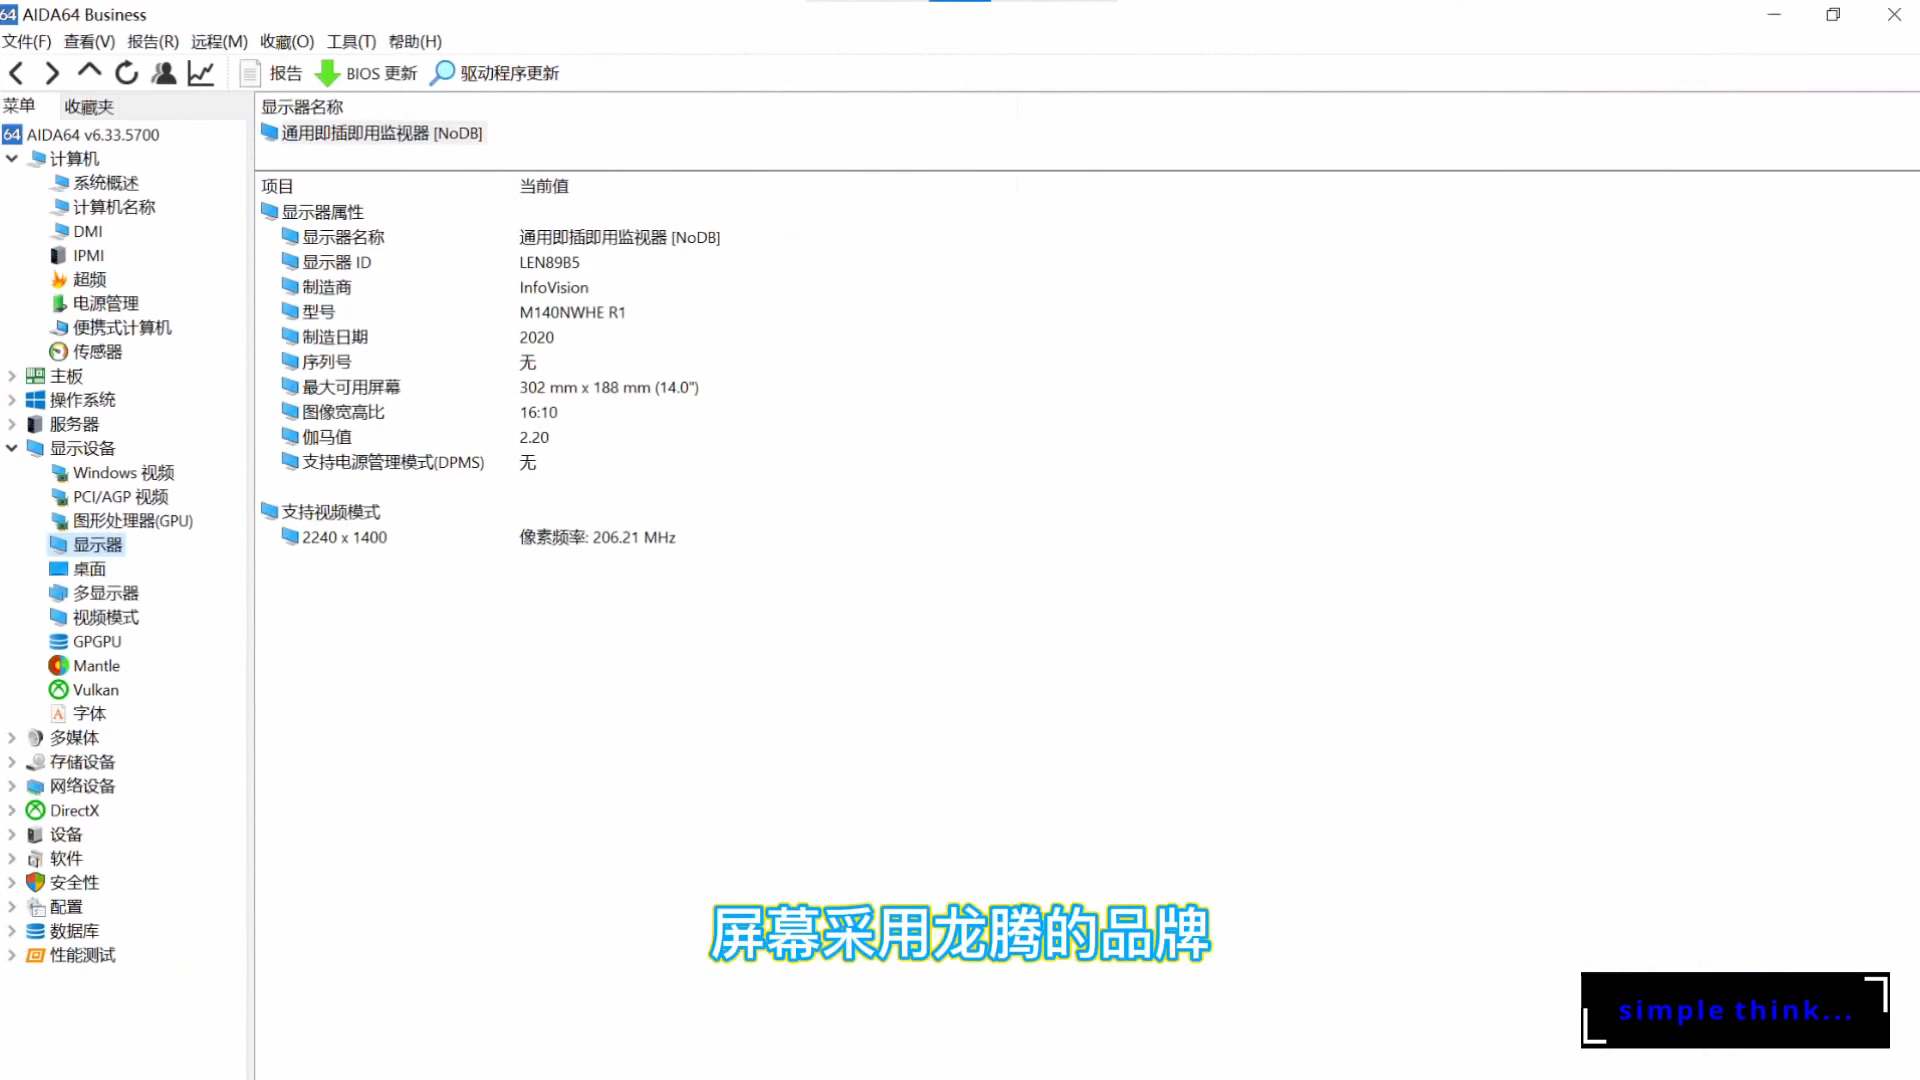 64 AIDA64 Business
文件(F) 查看(V) 报告(R) 远程(M) 收藏(O) 工具(T) 帮助(H)
报告 BIOS 更新 驱动程序更新
菜单 收藏夹
64 AIDA64 v6.33.5700
计算机
系统概述
计算机名称
DMI
IPMI
超频
电源管理
便携式计算机
传感器
主板
操作系统
服务器
显示设备
Windows 视频
PCI/AGP 视频
图形处理器(GPU)
显示器
桌面
多显示器
视频模式
GPGPU
Mantle
Vulkan
A 字体
多媒体
存储设备
网络设备
DirectX
设备
软件
安全性
配置
数据库
性能测试
显示器名称
通用即插即用监视器 [NoDB]
项目 当前值
显示器属性
显示器名称 通用即插即用监视器 [NoDB]
显示器 ID LEN89B5
制造商 InfoVision
型号 M140NWHE R1
制造日期 2020
序列号 无
最大可用屏幕 302 mm x 188 mm (14.0")
图像宽高比 16:10
伽马值 2.20
支持电源管理模式(DPMS) 无
支持视频模式
2240 x 1400 像素频率: 206.21 MHz
屏幕采用龙腾的品牌
simple think...